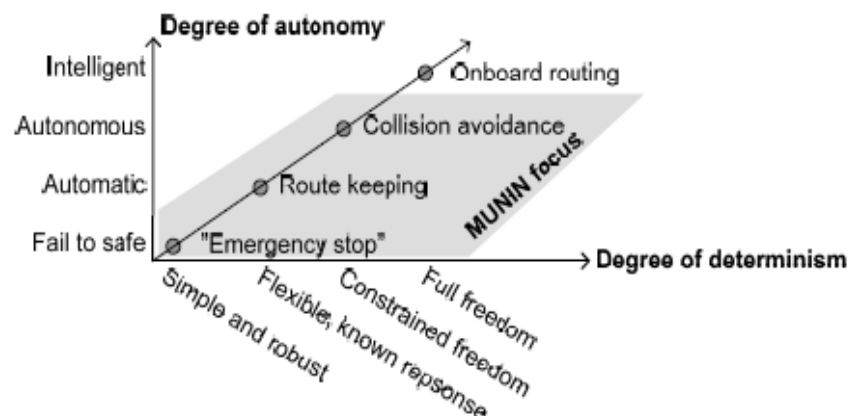 Degree of autonomy
Intelligent
Onboard routing
Autonomous
Collision avoidance
Automatic
Route keeping
MUNIN focus
Fail to safe
"Emergency stop"
Degree of determinism
Simple and robust
Flexible, known repsonse
Constrained freedom
Full freedom